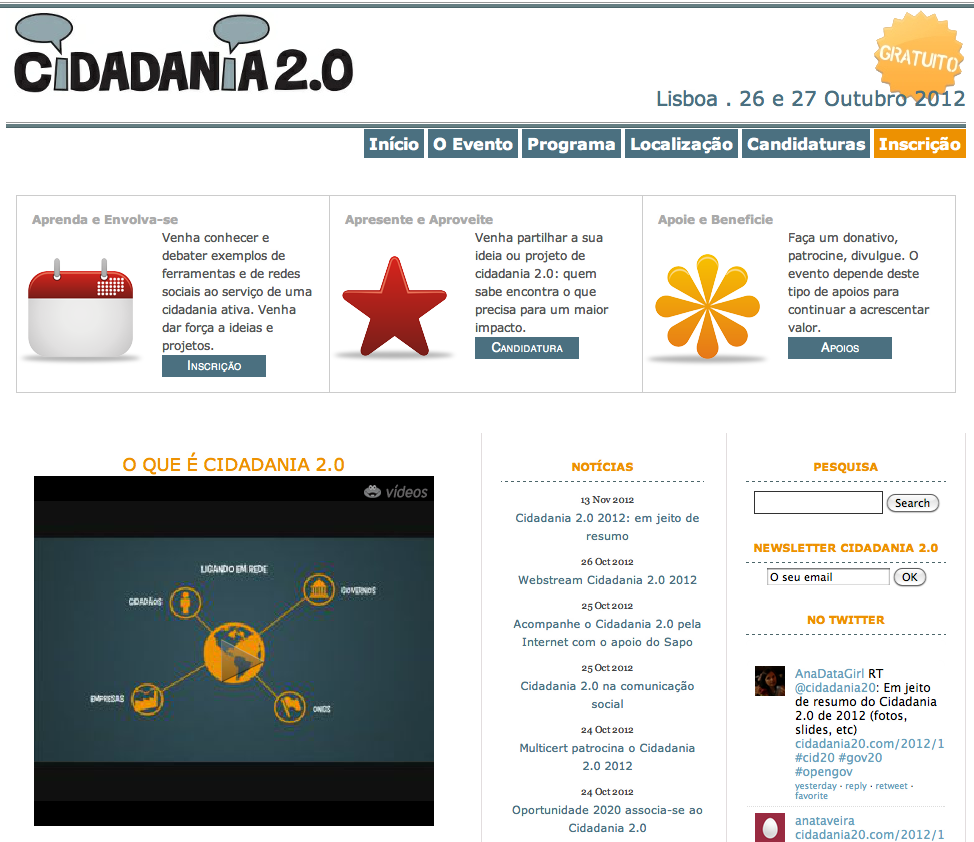 CiDADANiA 2.0
GRATUITO
Lisboa . 26 e 27 Outubro 2012
Início
O Evento
Programa
Localização
Candidaturas
Inscrição
Aprenda e Envolva-se
Venha conhecer e
debater exemplos de
ferramentas e de redes
sociais ao serviço de uma
cidadania ativa. Venha
dar força a ideias e
projetos.
Inscrição
Apresente e Aproveite
Venha partilhar a sua
ideia ou projeto de
cidadania 2.0: quem
sabe encontra o que
precisa para um maior
impacto.
Candidatura
Apoie e Beneficie
Faça um donativo,
patrocine, divulgue. O
evento depende deste
tipo de apoios para
continuar a acrescentar
valor.
Apoios
O QUE É CIDADANIA 2.0
vídeos
LIGANDO EM REDE
CIDADÃOS
GOVERNOS
EMPRESAS
ONGS
NOTÍCIAS
13 Nov 2012
Cidadania 2.0 2012: em jeito de
resumo
26 Oct 2012
Webstream Cidadania 2.0 2012
25 Oct 2012
Acompanhe o Cidadania 2.0 pela
Internet com o apoio do Sapo
25 Oct 2012
Cidadania 2.0 na comunicação
social
24 Oct 2012
Multicert patrocina o Cidadania
2.0 2012
24 Oct 2012
Oportunidade 2020 associa-se ao
Cidadania 2.0
PESQUISA
Search
NEWSLETTER CIDADANIA 2.0
O seu email
OK
NO TWITTER
AnaDataGirl RT
@cidadania20: Em jeito
de resumo do Cidadania
2.0 de 2012 (fotos,
slides, etc)
cidadania20.com/2012/1
#cid20 #gov20
#opengov
yesterday · reply · retweet ·
favorite
anataveira
cidadania20.com/2012/1